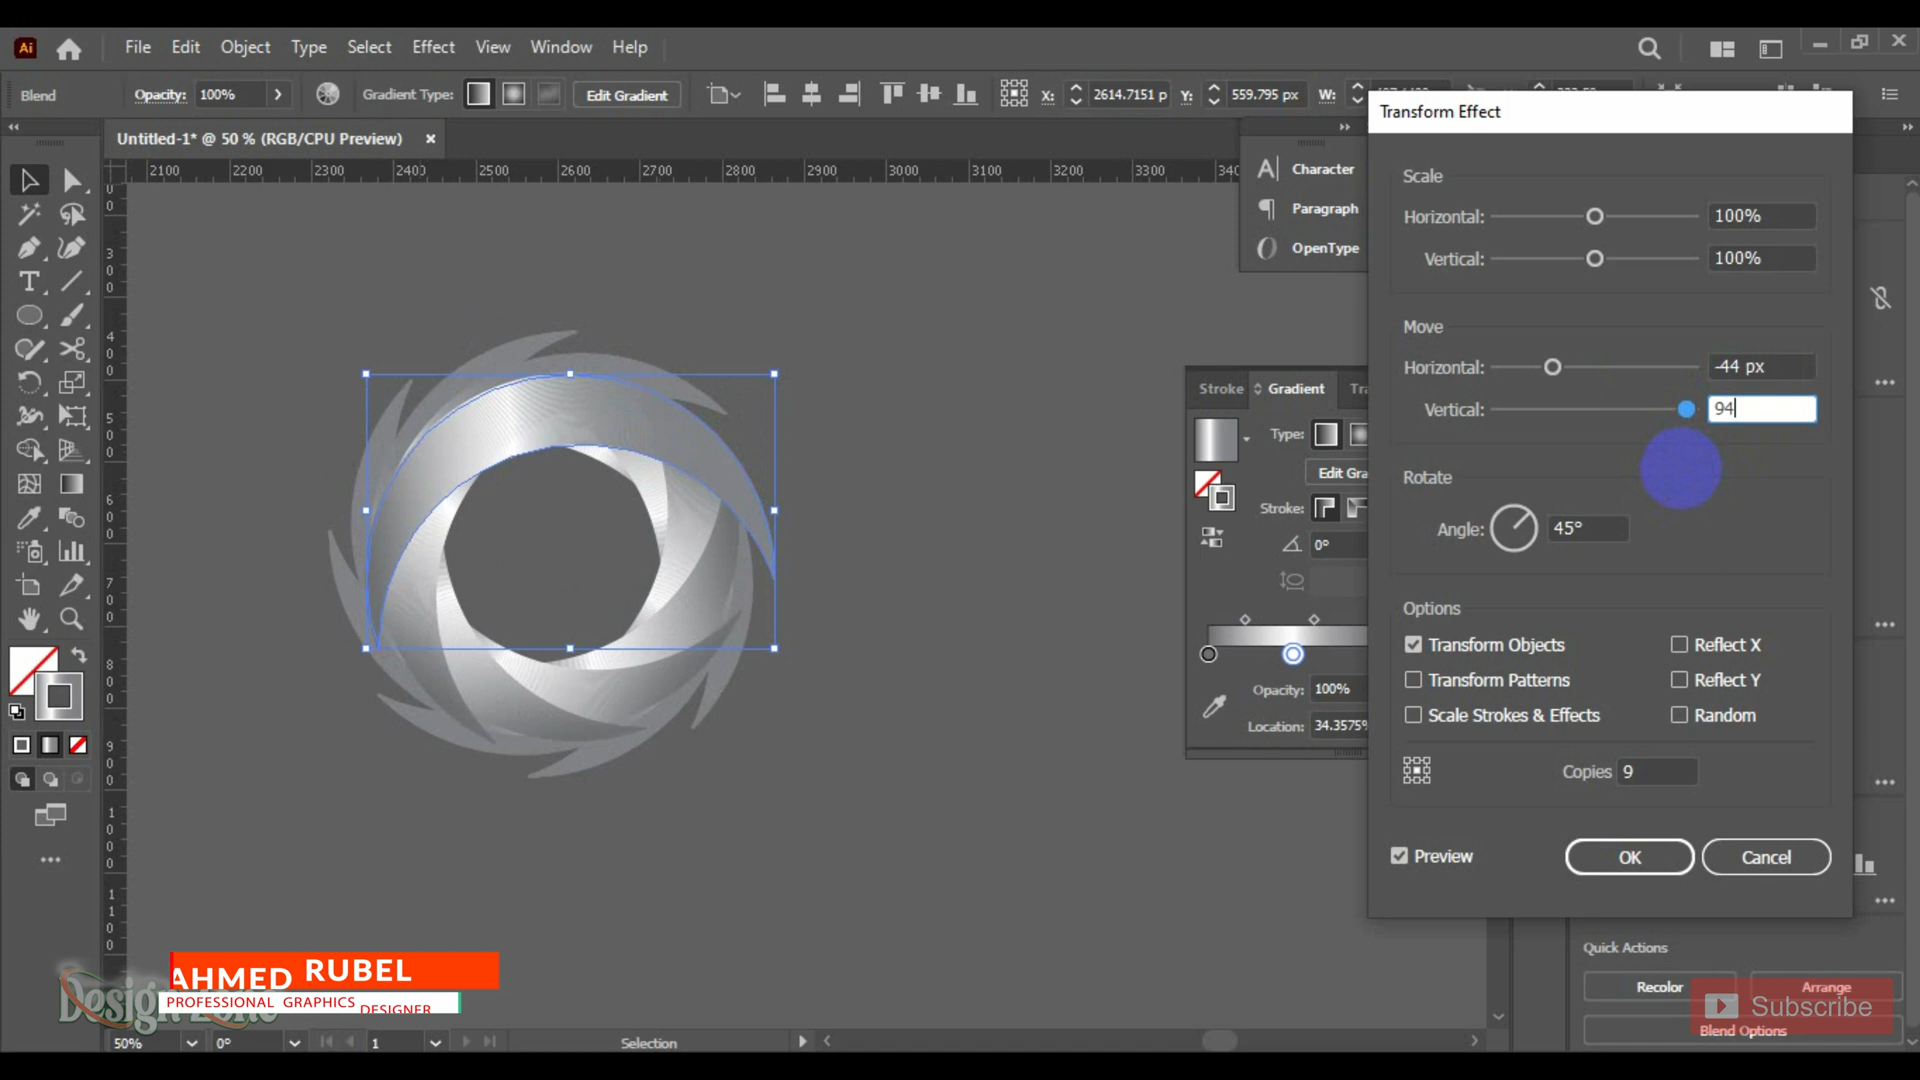 Ai File Edit Object Type Select Effect View Window Help
Blend Opacity: 100% Gradient Type: Edit Gradient X: 2614.7151 p Y: 559.795 px W:
Untitled-1* @ 50 % (RGB/CPU Preview)
2100 2200 2300 2400 2500 2600 2700 2800 2900 3000 3100 3200 3300 340
Character
Paragraph
OpenType
Stroke Gradient Tra
Type:
Edit Gra
Stroke:
0°
Opacity: 100%
Location: 34.3575%
Transform Effect
Scale
Horizontal: 100%
Vertical: 100%
Move
Horizontal: -44 px
Vertical: 94
Rotate
Angle: 45°
Options
Transform Objects Reflect X
Transform Patterns Reflect Y
Scale Strokes & Effects Random
Copies 9
Preview OK Cancel
Quick Actions
Recolor Arrange
Subscribe
Blend Options
AHMED RUBEL
PROFESSIONAL GRAPHICS DESIGNER
Design Zone
50% 0° 1 Selection